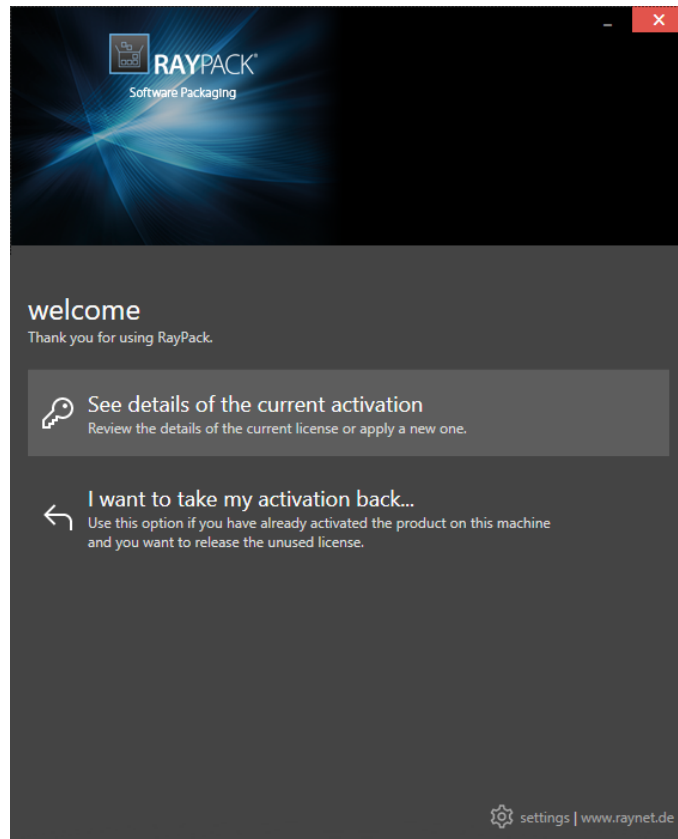 RAYPACK®
Software Packaging
welcome
Thank you for using RayPack.
See details of the current activation
Review the details of the current license or apply a new one.
I want to take my activation back...
Use this option if you have already activated the product on this machine
and you want to release the unused license.
settings | www.raynet.de